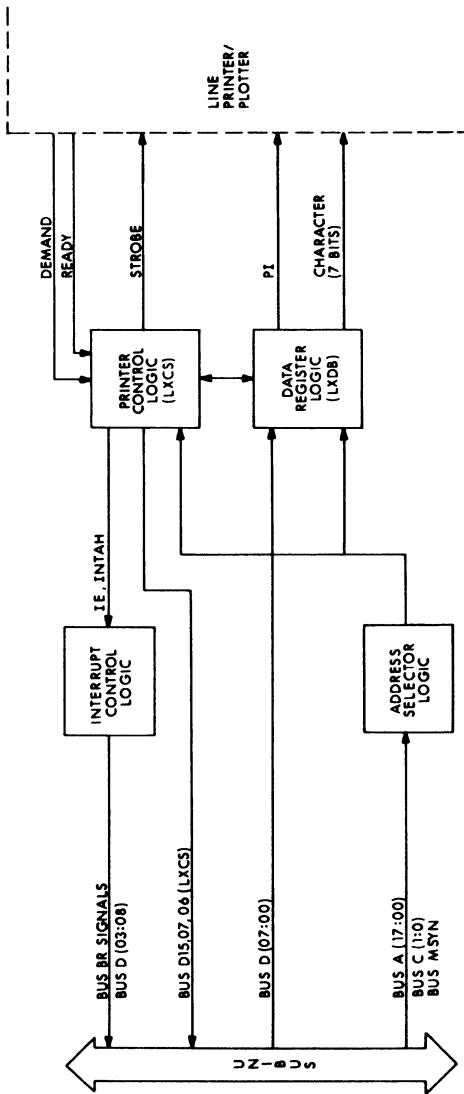 LINE
PRINTER/
PLOTTER
DEMAND
READY
STROBE
PI
CHARACTER
(7 BITS)
PRINTER
CONTROL
LOGIC
(LXCS)
DATA
REGISTER
LOGIC
(LXDB)
IE, INTAH
INTERRUPT
CONTROL
LOGIC
ADDRESS
SELECTOR
LOGIC
BUS BR SIGNALS
BUS D (03:08)
BUS D15,07,06 (LXCS)
BUS D (07:00)
BUS A (17:00)
BUS C (1:0)
BUS MSYN
UNIBUS